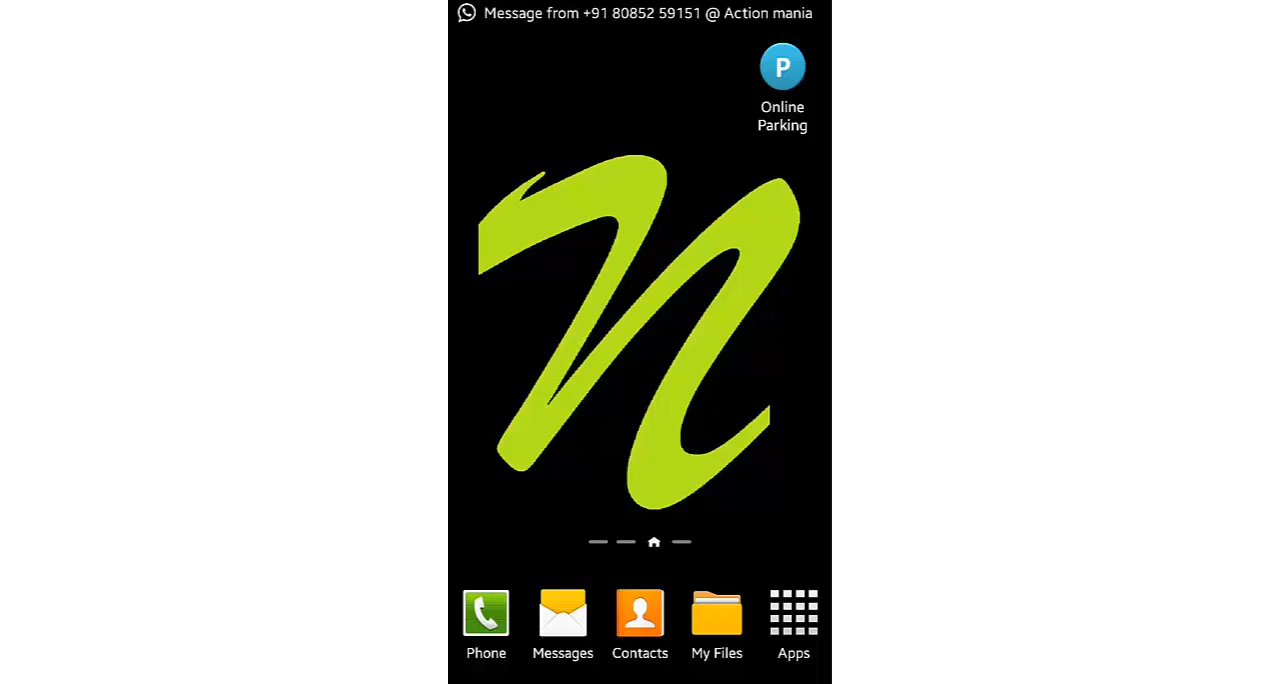 Message from +91 80852 59151 @ Action mania
P
Online
Parking
n
Phone
Messages
Contacts
My Files
Apps